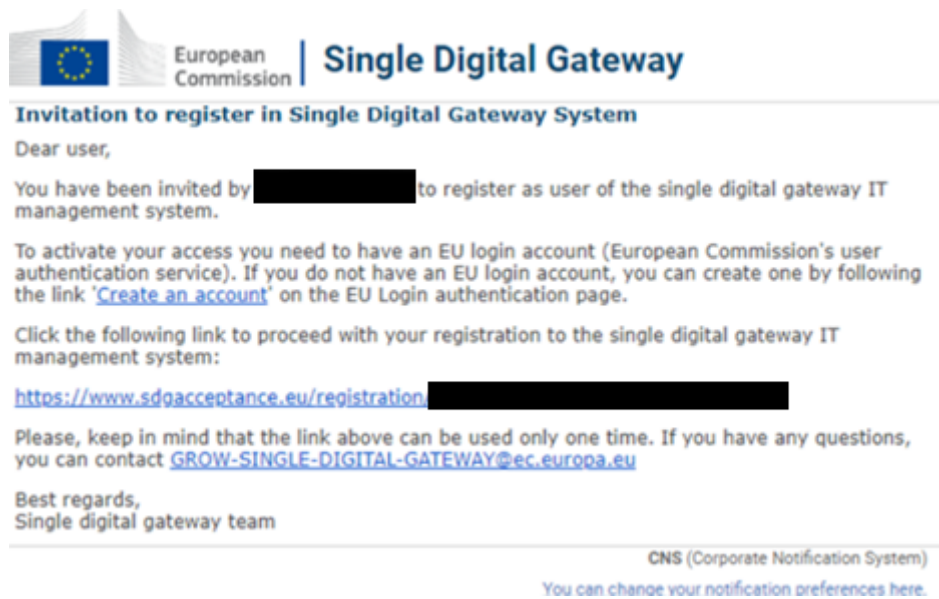 European
Commission
Single Digital Gateway
Invitation to register in Single Digital Gateway System
Dear user,
You have been invited by to register as user of the single digital gateway IT
management system.
To activate your access you need to have an EU login account (European Commission's user
authentication service). If you do not have an EU login account, you can create one by following
the link 'Create an account' on the EU Login authentication page.
Click the following link to proceed with your registration to the single digital gateway IT
management system:
https://www.sdgacceptance.eu/registration/
Please, keep in mind that the link above can be used only one time. If you have any questions,
you can contact GROW-SINGLE-DIGITAL-GATEWAY@ec.europa.eu
Best regards,
Single digital gateway team
CNS (Corporate Notification System)
You can change your notification preferences here.